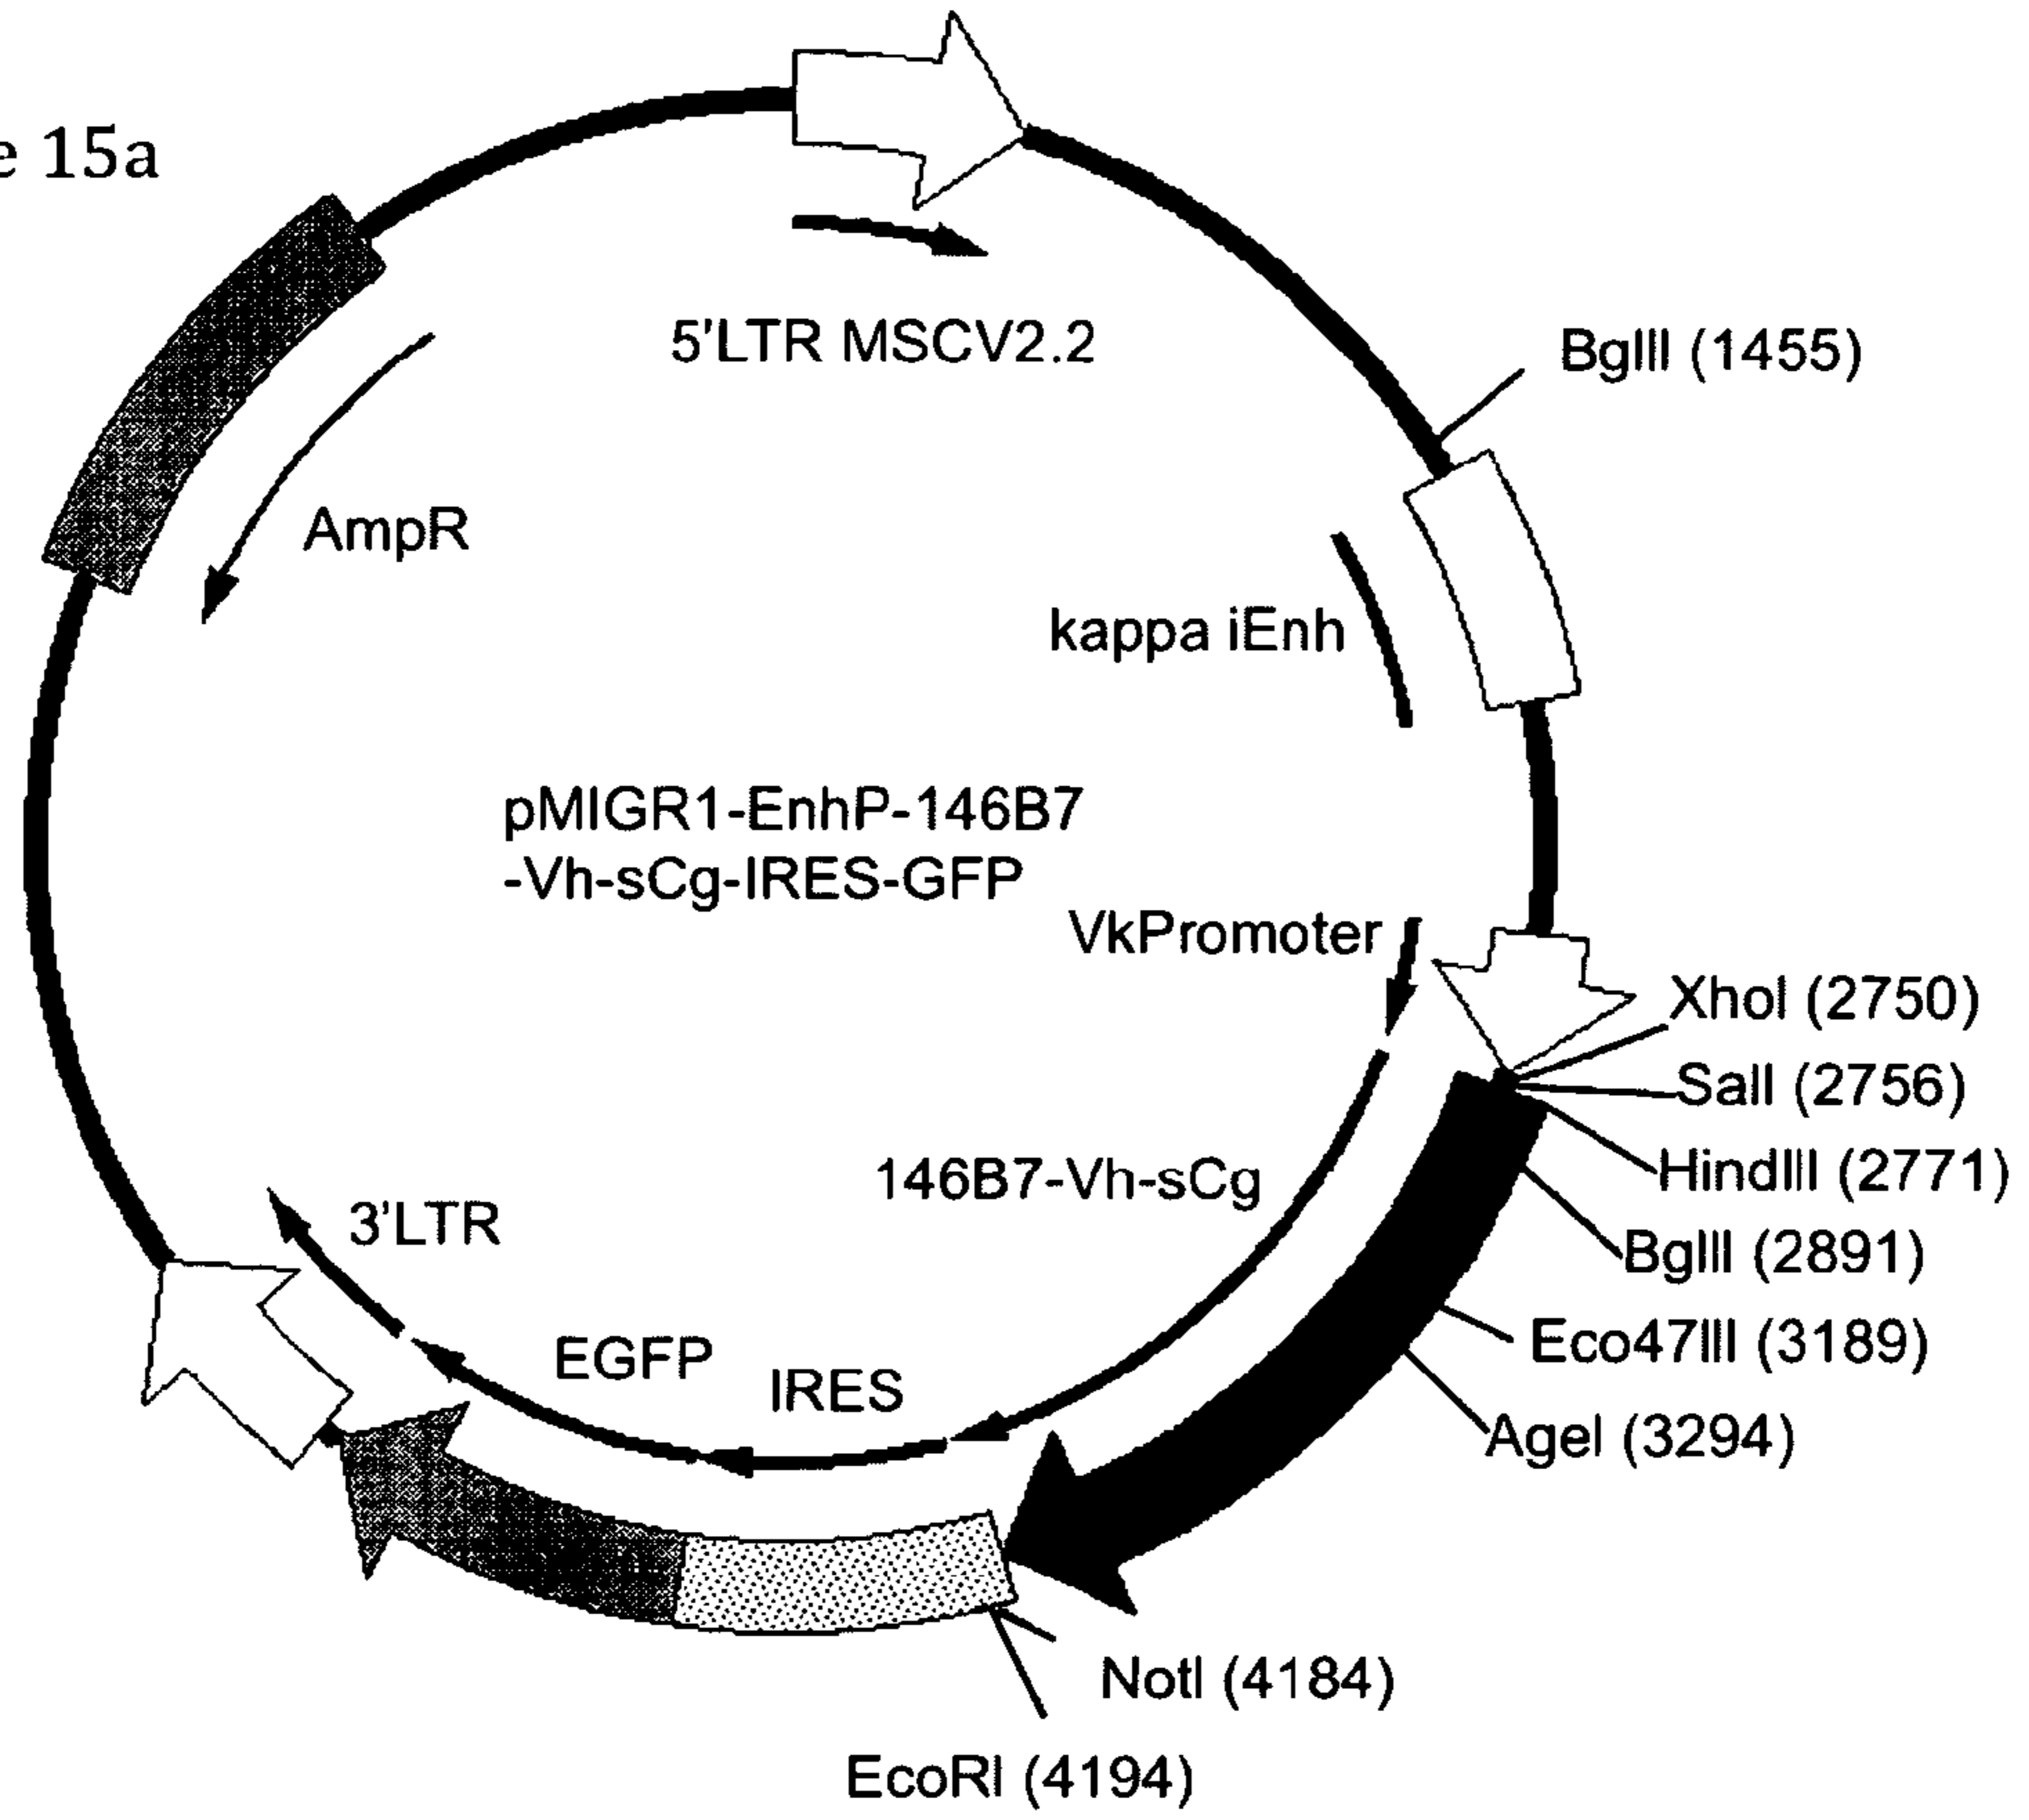 e 15a
5'LTR MSCV2.2
BglII (1455)
AmpR
kappa iEnh
pMIGR1-EnhP-146B7
-Vh-sCg-IRES-GFP
VkPromoter
XhoI (2750)
SalI (2756)
HindIII (2771)
146B7-Vh-sCg
3'LTR
BglII (2891)
Eco47III (3189)
EGFP
IRES
AgeI (3294)
NotI (4184)
EcoRI (4194)